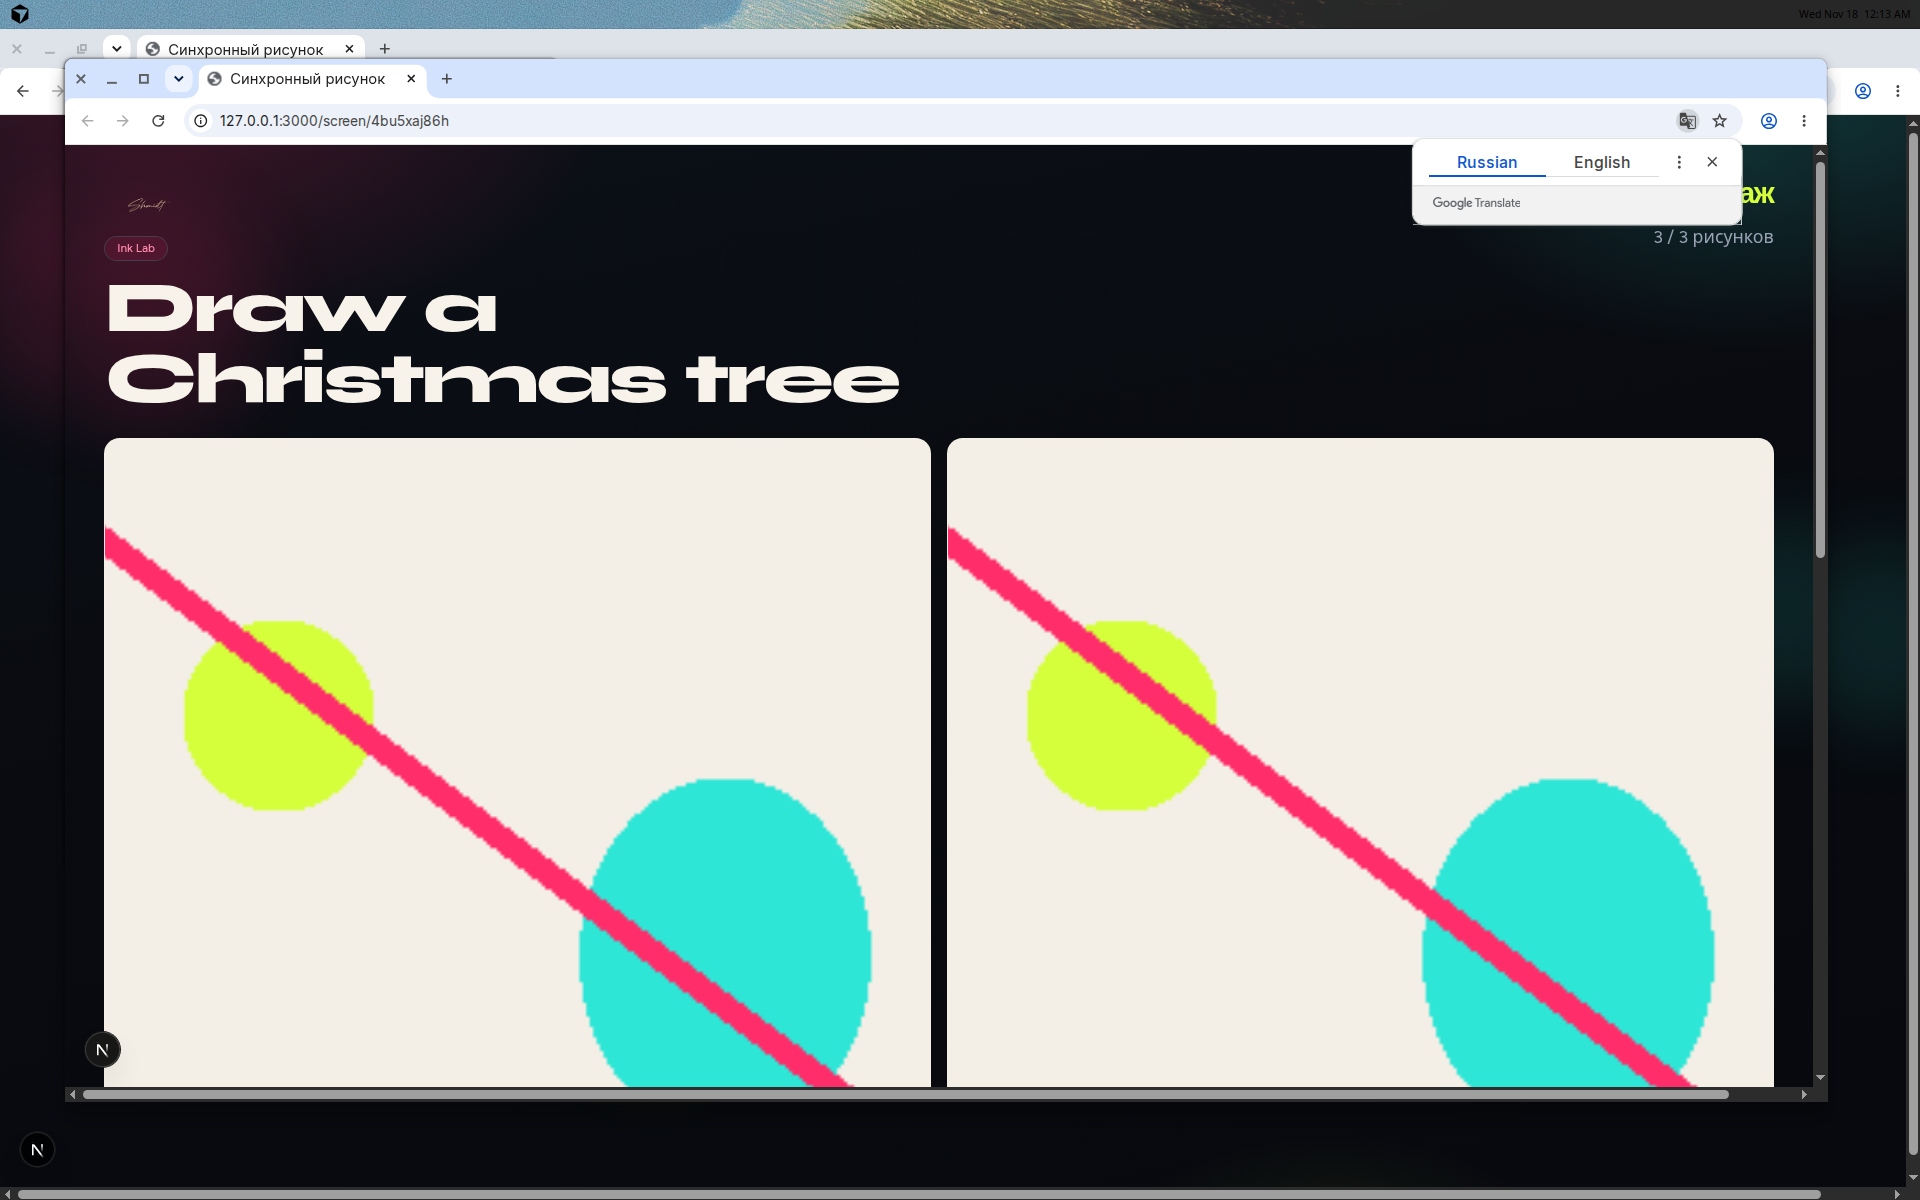 Wed Nov 18 12:13 AM
Синхронный рисунок
Синхронный рисунок
127.0.0.1:3000/screen/4bu5xaj86h
Russian English
Google Translate
аж
3 / 3 рисунков
Shmidt
Ink Lab
Draw a
Christmas tree
N
N